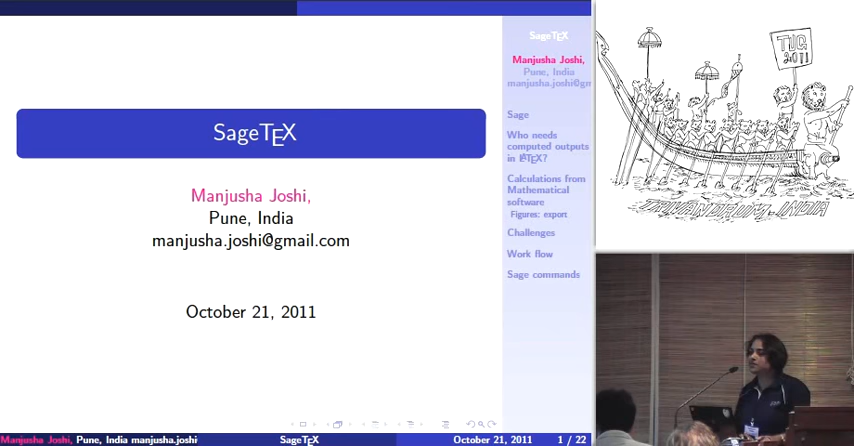 SageTEX
Manjusha Joshi,
Pune, India
manjusha.joshi@gmail.com
October 21, 2011
SageTEX
Manjusha Joshi,
Pune, India
manjusha.joshi@gm
Sage
Who needs
computed outputs
in LATEX?
Calculations from
Mathematical
software
Figures: export
Challenges
Work flow
Sage commands
Manjusha Joshi, Pune, India manjusha.joshi
SageTEX
October 21, 2011
1 / 22
TUG
2011
TRIVANDRUM, INDIA